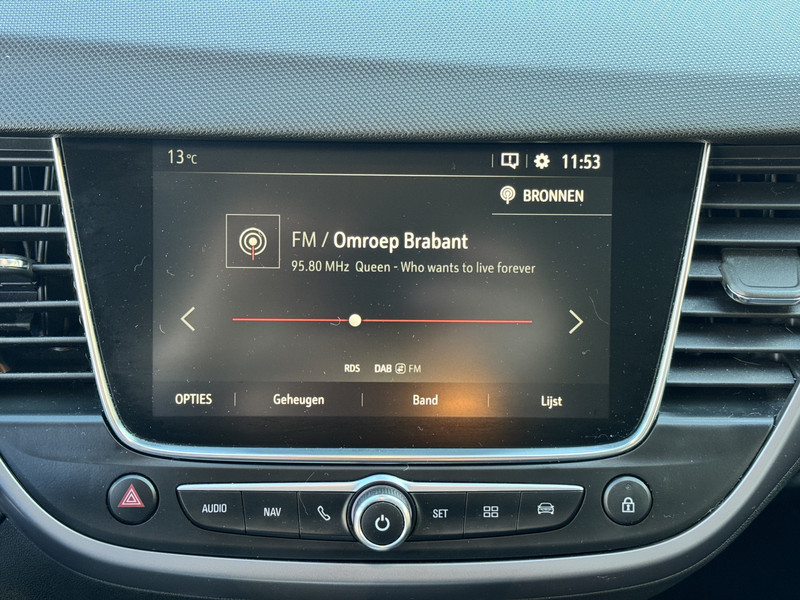 13 °C 11:53
BRONNEN
FM / Omroep Brabant
95.80 MHz Queen - Who wants to live forever
RDS DAB FM
OPTIES Geheugen Band Lijst
AUDIO NAV SET